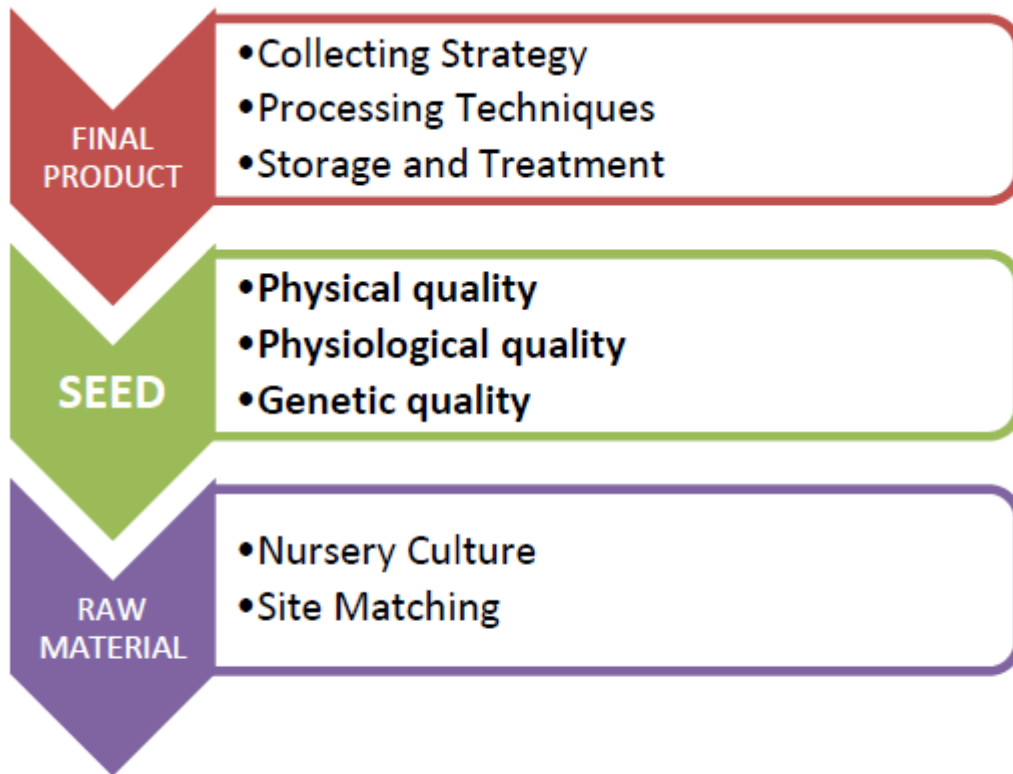 FINAL
PRODUCT
•Collecting Strategy
•Processing Techniques
•Storage and Treatment
SEED
•Physical quality
•Physiological quality
•Genetic quality
RAW
MATERIAL
•Nursery Culture
•Site Matching